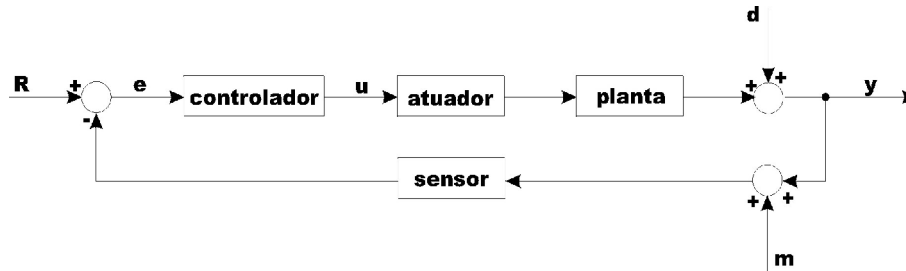 d
R + e controlador u atuador planta + + y
-
sensor
+ +
m